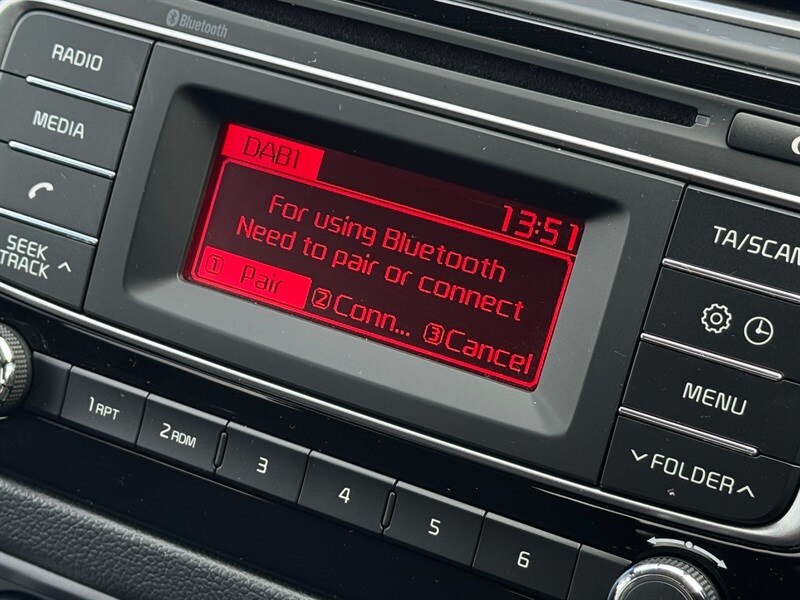 Bluetooth
RADIO
MEDIA
SEEK
TRACK
DAB1
13:51
For using Bluetooth
Need to pair or connect
1 Pair
2 Conn...
3 Cancel
TA/SCAN
MENU
FOLDER
1 RPT
2 RDM
3
4
5
6